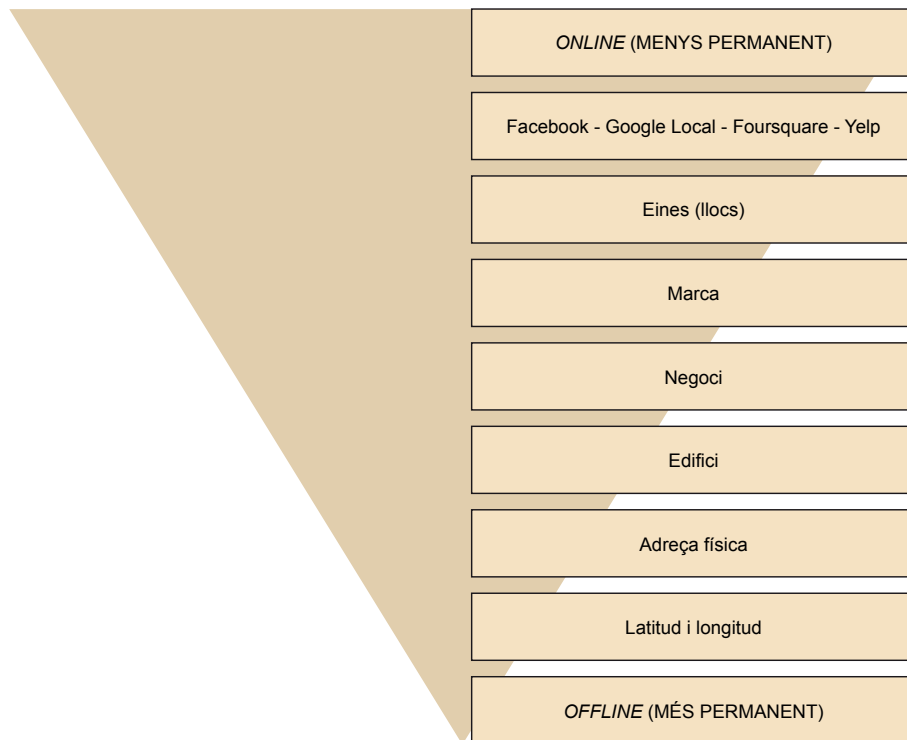 ONLINE (MENYS PERMANENT)
Facebook - Google Local - Foursquare - Yelp
Eines (llocs)
Marca
Negoci
Edifici
Adreça física
Latitud i longitud
OFFLINE (MÉS PERMANENT)